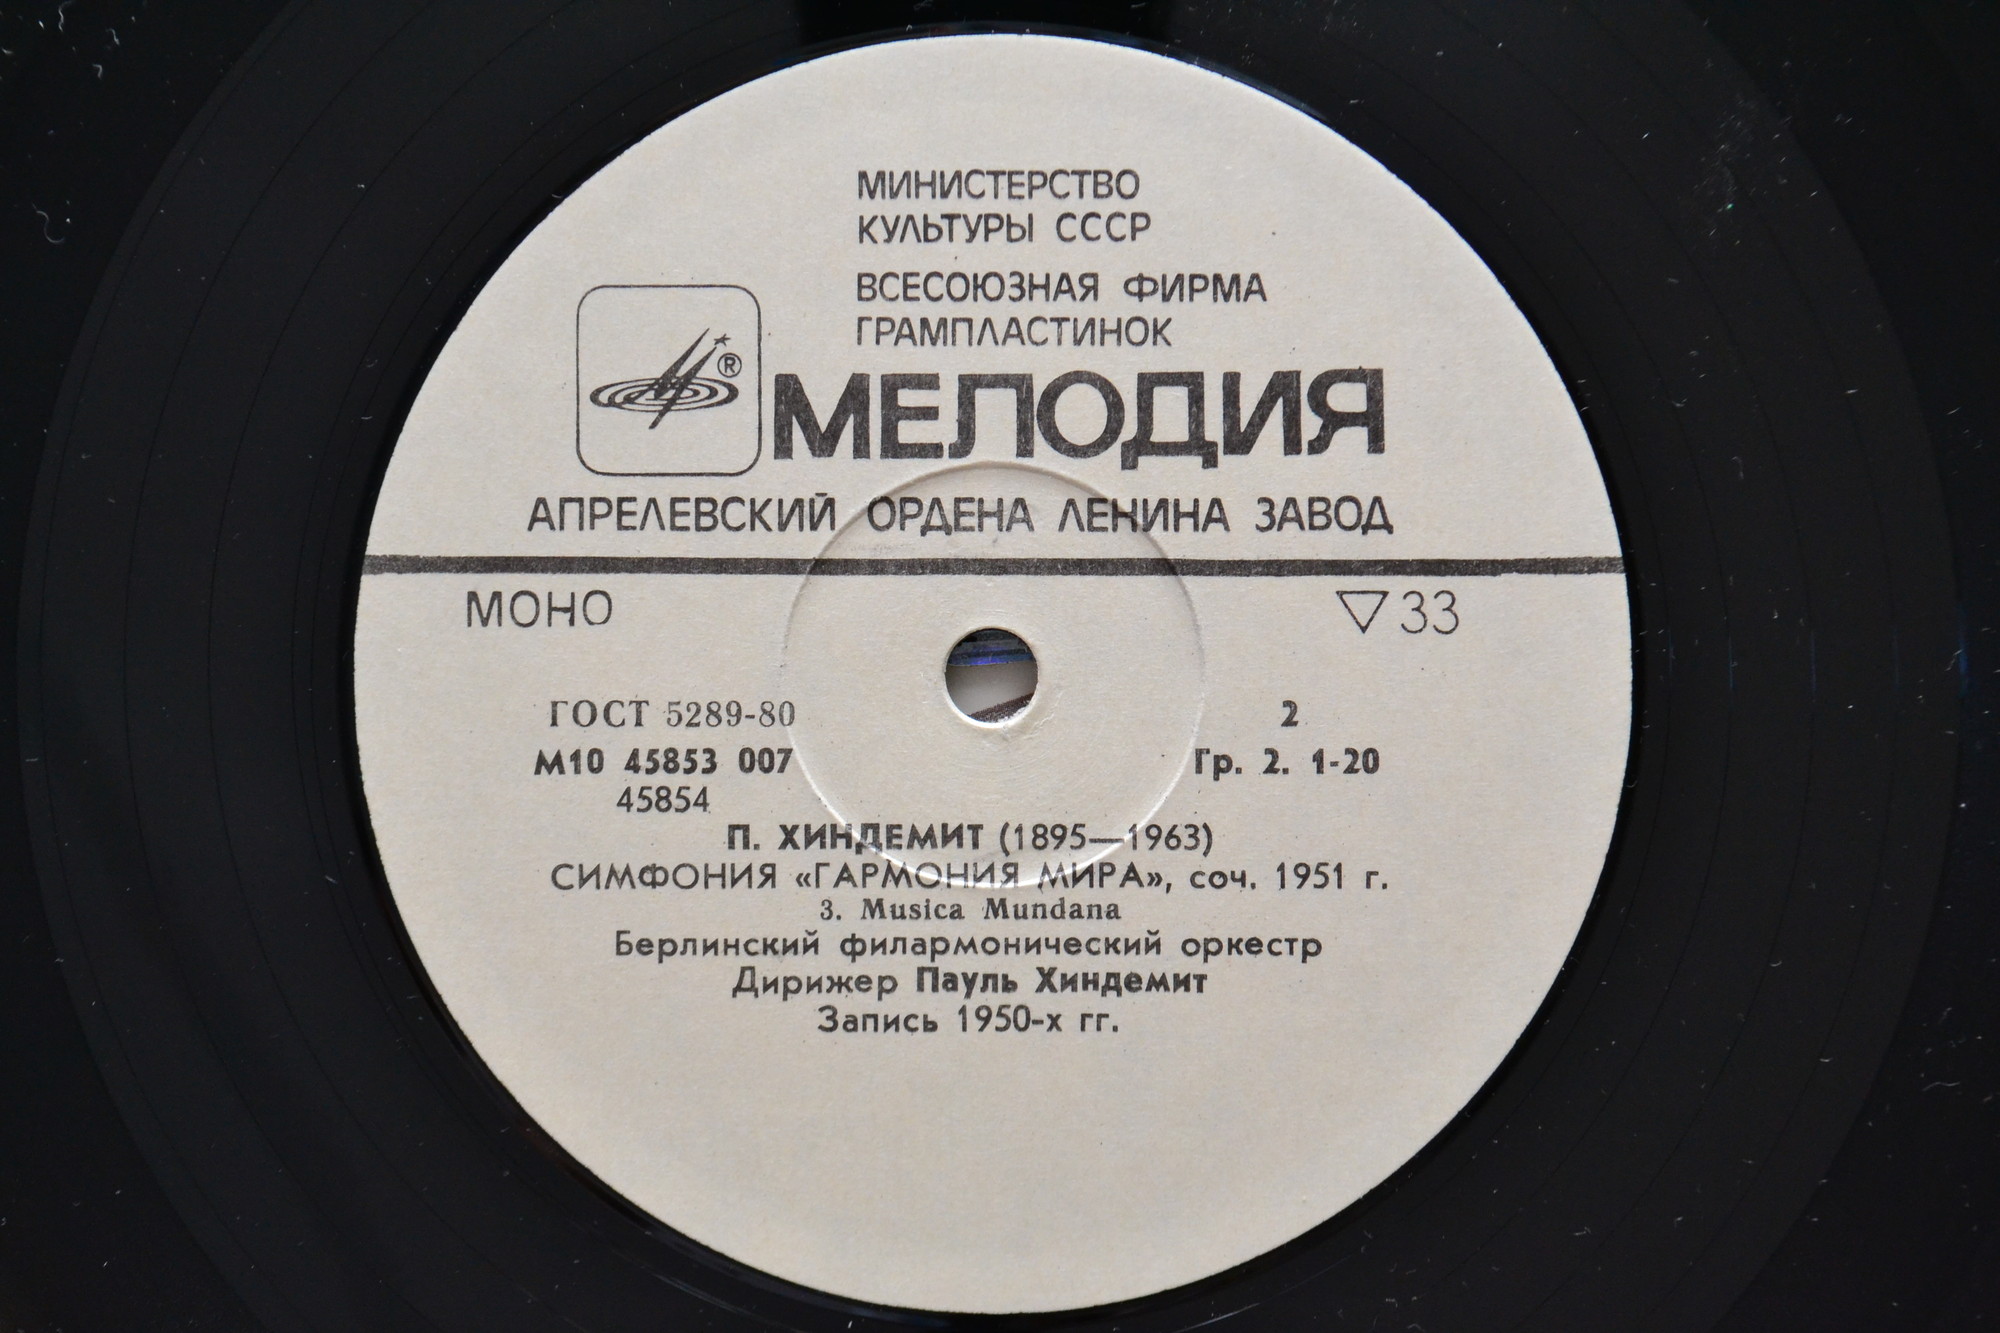 МИНИСТЕРСТВО
КУЛЬТУРЫ СССР
ВСЕСОЮЗНАЯ ФИРМА
ГРАМПЛАСТИНОК
®
МЕЛОДИЯ
АПРЕЛЕВСКИЙ ОРДЕНА ЛЕНИНА ЗАВОД
МОНО ▽33
ГОСТ 5289-80 2
М10 45853 007 Гр. 2. 1-20
45854
П. ХИНДЕМИТ (1895—1963)
СИМФОНИЯ «ГАРМОНИЯ МИРА», соч. 1951 г.
3. Musica Mundana
Берлинский филармонический оркестр
Дирижер Пауль Хиндемит
Запись 1950-х гг.